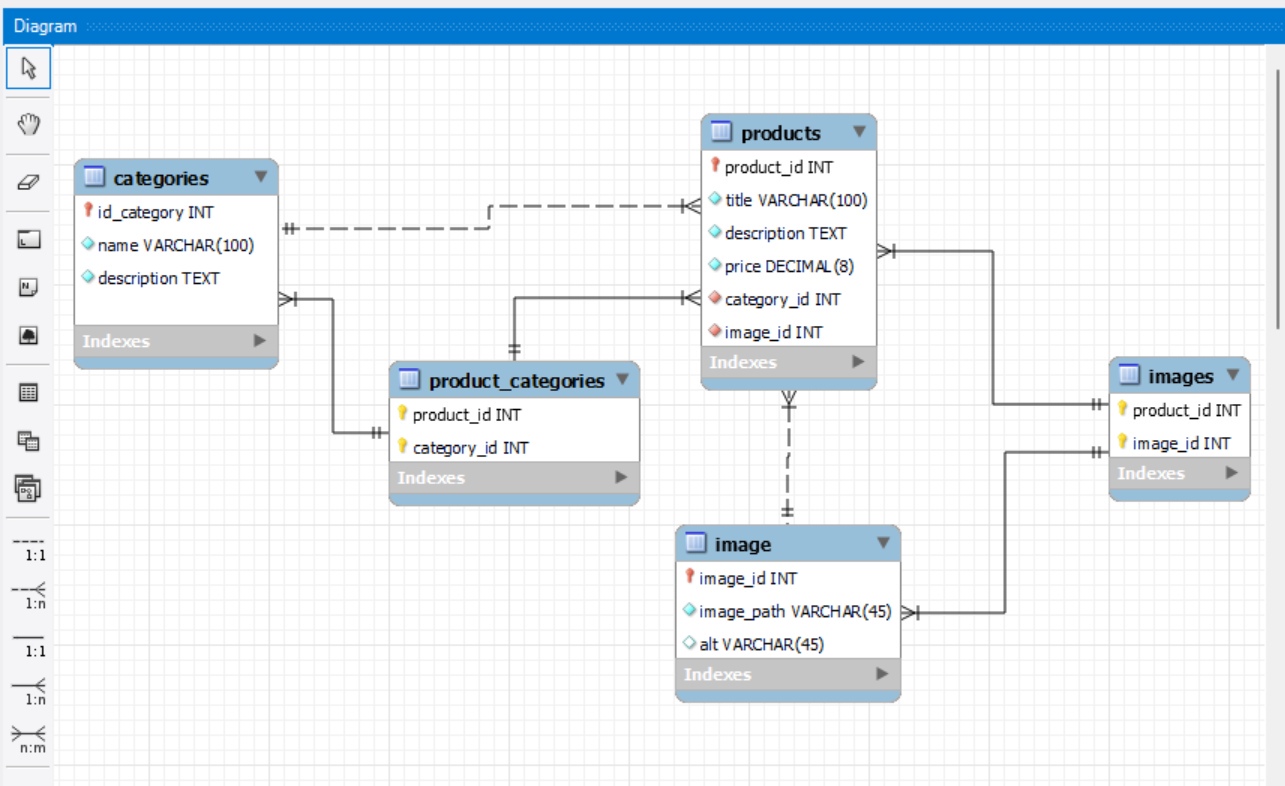 Diagram
categories
id_category INT
name VARCHAR(100)
description TEXT
Indexes
products
product_id INT
title VARCHAR(100)
description TEXT
price DECIMAL(8)
category_id INT
image_id INT
Indexes
product_categories
product_id INT
category_id INT
Indexes
images
product_id INT
image_id INT
Indexes
image
image_id INT
image_path VARCHAR(45)
alt VARCHAR(45)
Indexes
1:1
1:n
1:1
1:n
n:m